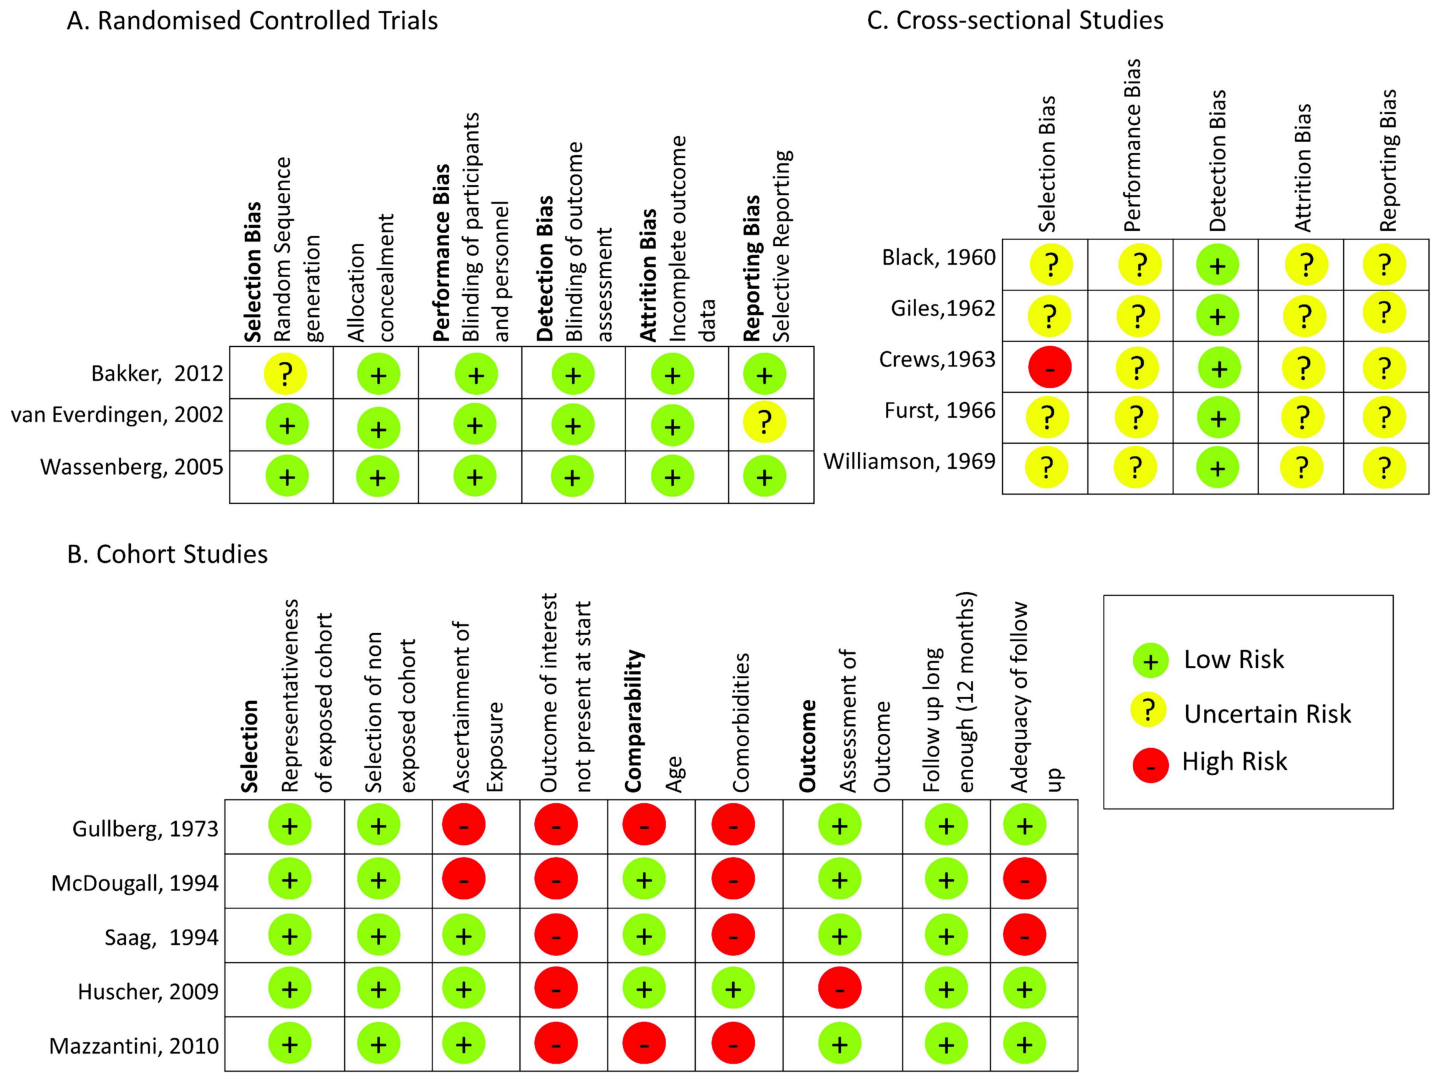 A. Randomised Controlled Trials
Selection Bias
Random Sequence
generation
Allocation
concealment
Performance Bias
Blinding of participants
and personnel
Detection Bias
Blinding of outcome
assessment
Attrition Bias
Incomplete outcome
data
Reporting Bias
Selective Reporting
Bakker, 2012 ? + + + + +
van Everdingen, 2002 + + + + + ?
Wassenberg, 2005 + + + + + +
C. Cross-sectional Studies
Selection Bias
Performance Bias
Detection Bias
Attrition Bias
Reporting Bias
Black, 1960 ? ? + ? ?
Giles,1962 ? ? + ? ?
Crews,1963 - ? + ? ?
Furst, 1966 ? ? + ? ?
Williamson, 1969 ? ? + ? ?
B. Cohort Studies
Selection
Representativeness
of exposed cohort
Selection of non
exposed cohort
Ascertainment of
Exposure
Outcome of interest
not present at start
Comparability
Age
Comorbidities
Outcome
Assessment of
Outcome
Follow up long
enough (12 months)
Adequacy of follow
up
Gullberg, 1973 + + - - - - + + +
McDougall, 1994 + + - - + - + + -
Saag, 1994 + + + - + - + + -
Huscher, 2009 + + + - + + - + +
Mazzantini, 2010 + + + - - - + + +
+ Low Risk
? Uncertain Risk
- High Risk